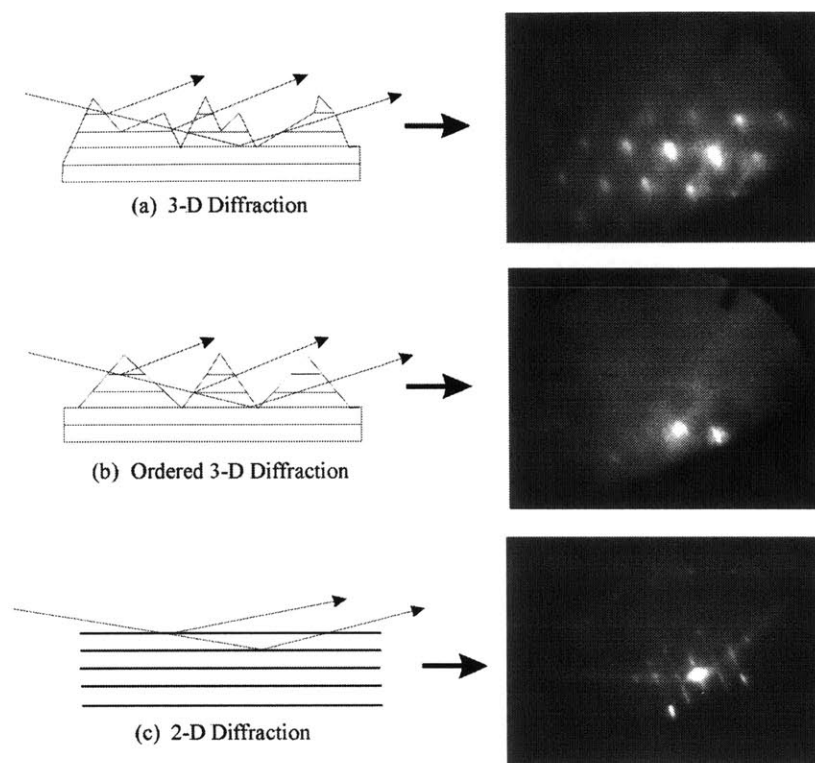 (a) 3-D Diffraction
(b) Ordered 3-D Diffraction
(c) 2-D Diffraction